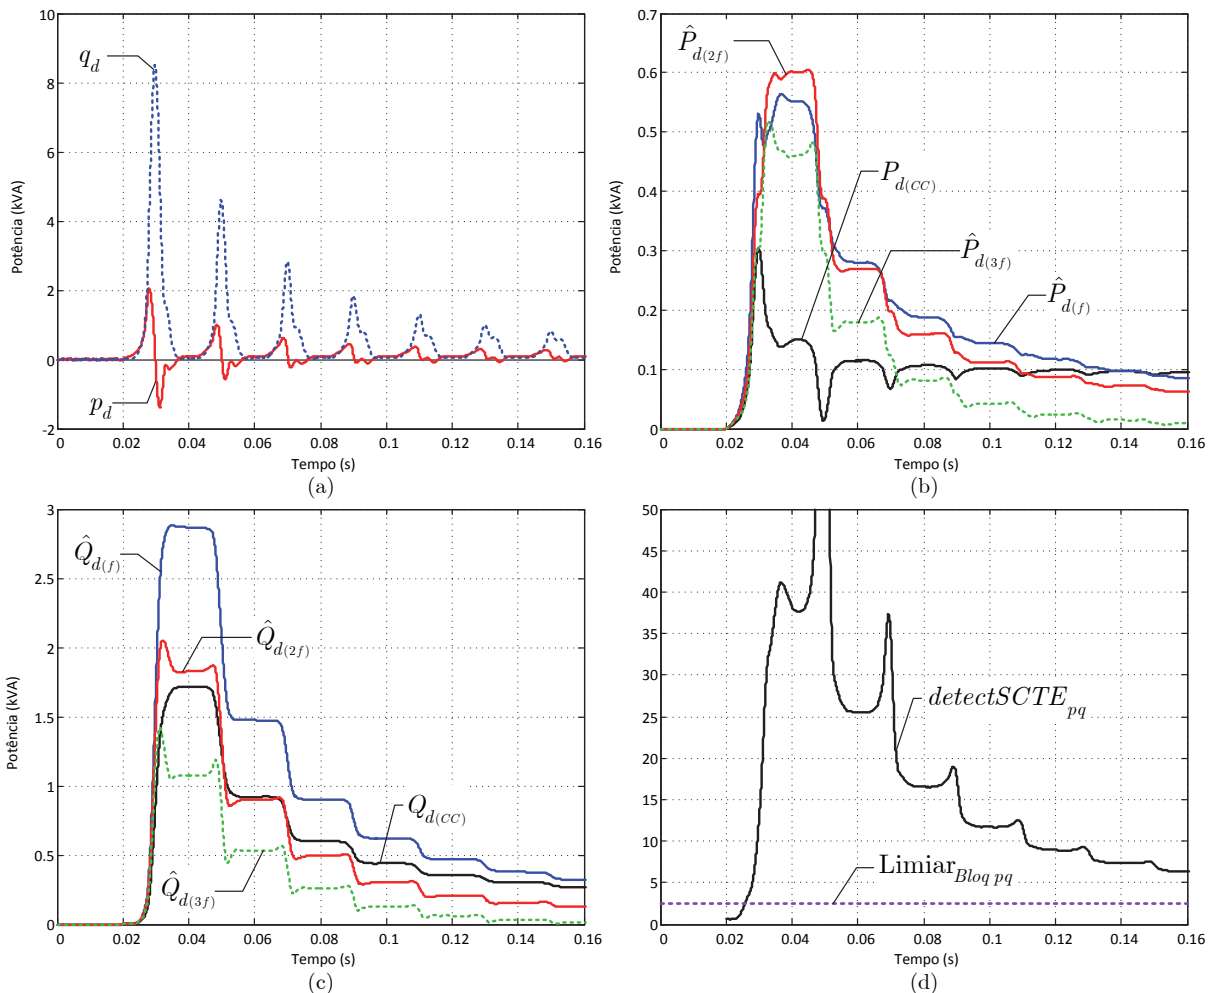 10
8
6
4
2
0
-2
Potência (kVA)
q_d
p_d
0 0.02 0.04 0.06 0.08 0.10 0.12 0.14 0.16
Tempo (s)
(a)
0.7
0.6
0.5
0.4
0.3
0.2
0.1
0
Potência (kVA)
P̂_d(2f)
P_d(CC)
P̂_d(3f)
P̂_d(f)
0 0.02 0.04 0.06 0.08 0.1 0.12 0.14 0.16
Tempo (s)
(b)
3
2.5
2
1.5
1
0.5
0
Potência (kVA)
Q̂_d(f)
Q̂_d(2f)
Q_d(CC)
Q̂_d(3f)
0 0.02 0.04 0.06 0.08 0.1 0.12 0.14 0.16
Tempo (s)
(c)
50
45
40
35
30
25
20
15
10
5
0
detectSCTE_pq
Limiar_Bloq pq
0 0.02 0.04 0.06 0.08 0.1 0.12 0.14 0.16
Tempo (s)
(d)